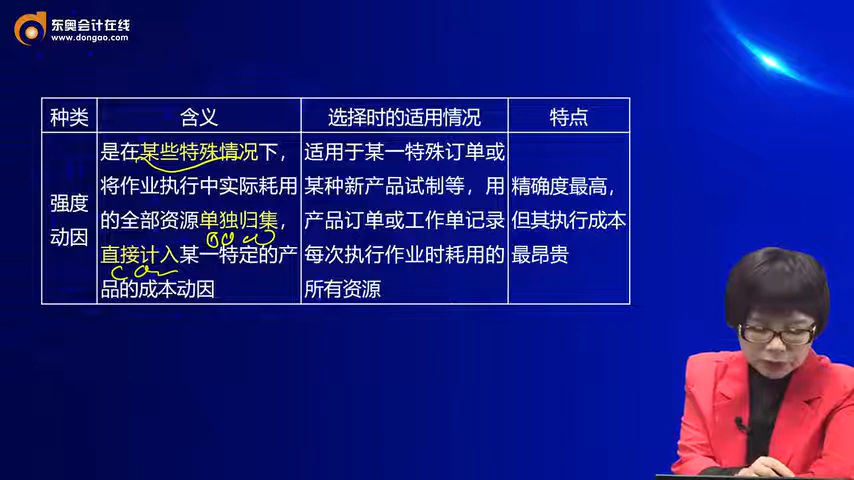 东奥会计在线
www.dongao.com
种类
含义
选择时的适用情况
特点
强度
动因
是在某些特殊情况下，
将作业执行中实际耗用
的全部资源单独归集，
直接计入某一特定的产
品的成本动因
适用于某一特殊订单或
某种新产品试制等，用
产品订单或工作单记录
每次执行作业时耗用的
所有资源
精确度最高，
但其执行成本
最昂贵